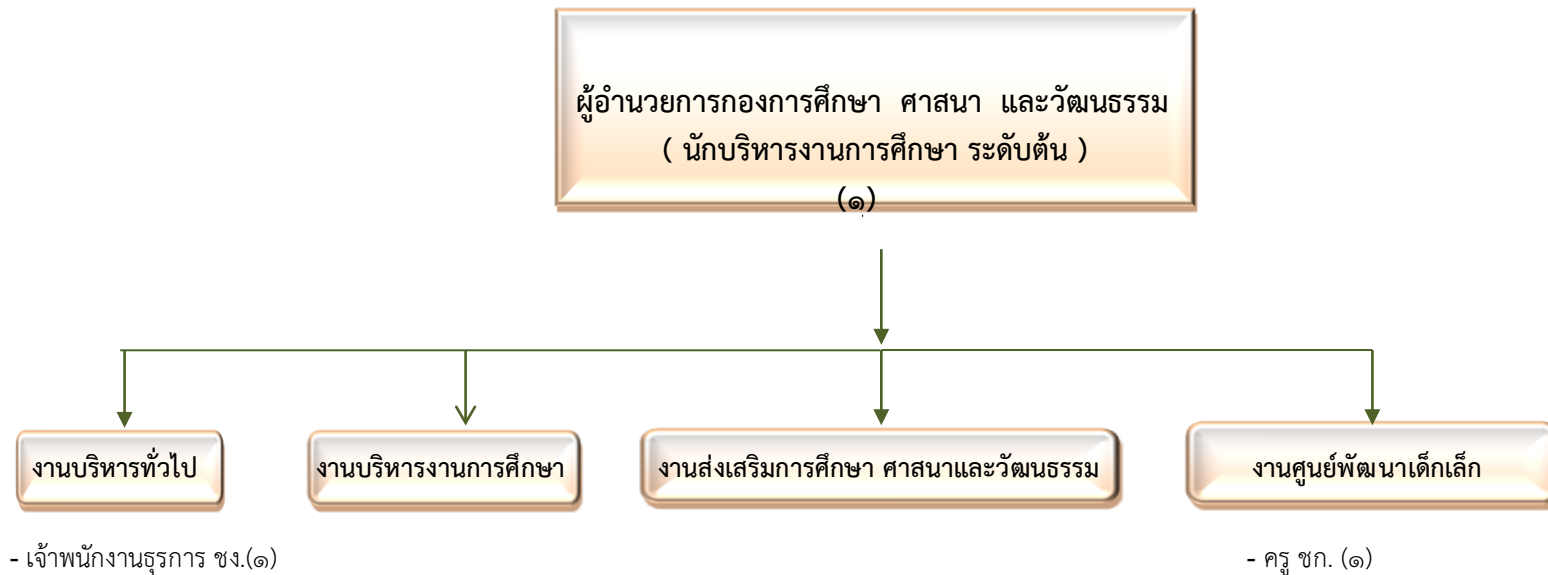 ผู้อำนวยการกองการศึกษา ศาสนา และวัฒนธรรม
( นักบริหารงานการศึกษา ระดับต้น )
(๑)
งานบริหารทั่วไป
งานบริหารงานการศึกษา
งานส่งเสริมการศึกษา ศาสนาและวัฒนธรรม
งานศูนย์พัฒนาเด็กเล็ก
- เจ้าพนักงานธุรการ ชง.(๑)
- ครู ชก. (๑)